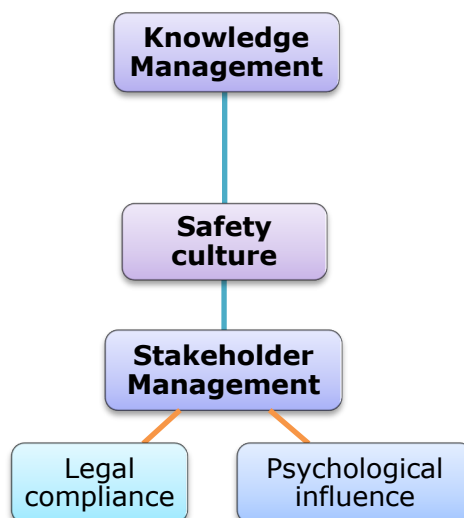 Knowledge
Management
Safety
culture
Stakeholder
Management
Legal
compliance
Psychological
influence